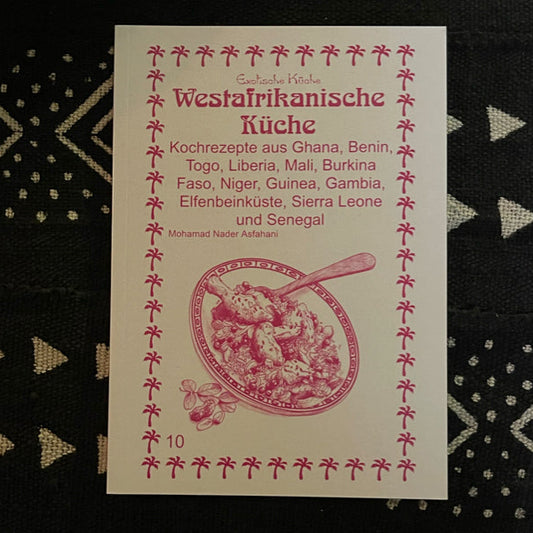 Exotische Küche
Westafrikanische
Küche
Kochrezepte aus Ghana, Benin,
Togo, Liberia, Mali, Burkina
Faso, Niger, Guinea, Gambia,
Elfenbeinküste, Sierra Leone
und Senegal
Mohamad Nader Asfahani
10